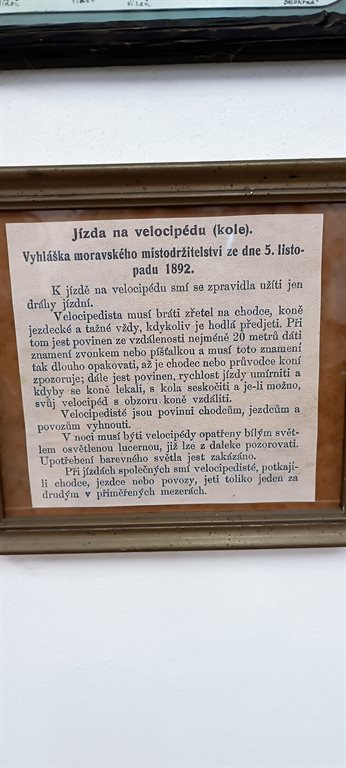 Jízda na velocipédu (kole).
Vyhláška moravského místodržitelství ze dne 5. listo-
padu 1892.
K jízdě na velocipédu smí se zpravidla užíti jen
dráhy jízdní.
Velocipedista musí bráti zřetel na chodce, koně
jezdecké a tažné vždy, kdykoliv je hodlá předjeti. Při
tom jest povinen ze vzdálenosti nejméně 20 metrů dáti
znamení zvonkem nebo píšťalkou a musí toto znamení
tak dlouho opakovati, až je chodec nebo průvodce koní
zpozoruje; dále jest povinen, rychlost jízdy umírniti a
kdyby se koně lekali, s kola seskočiti a je-li možno,
svůj velocipéd s obzoru koně vzdáliti.
Velocipedisté jsou povinni chodcům, jezdcům a
povozům vyhnouti.
V noci musí býti velocipédy opatřeny bílým svět-
lem osvětlenou lucernou, již lze z daleke pozorovati.
Upotřebení barevného světla jest zakázáno.
Při jízdách společných smí velocipedisté, potkají-
li chodce, jezdce nebo povozy, jeti toliko jeden za
drudým v přiměřených mezerách.